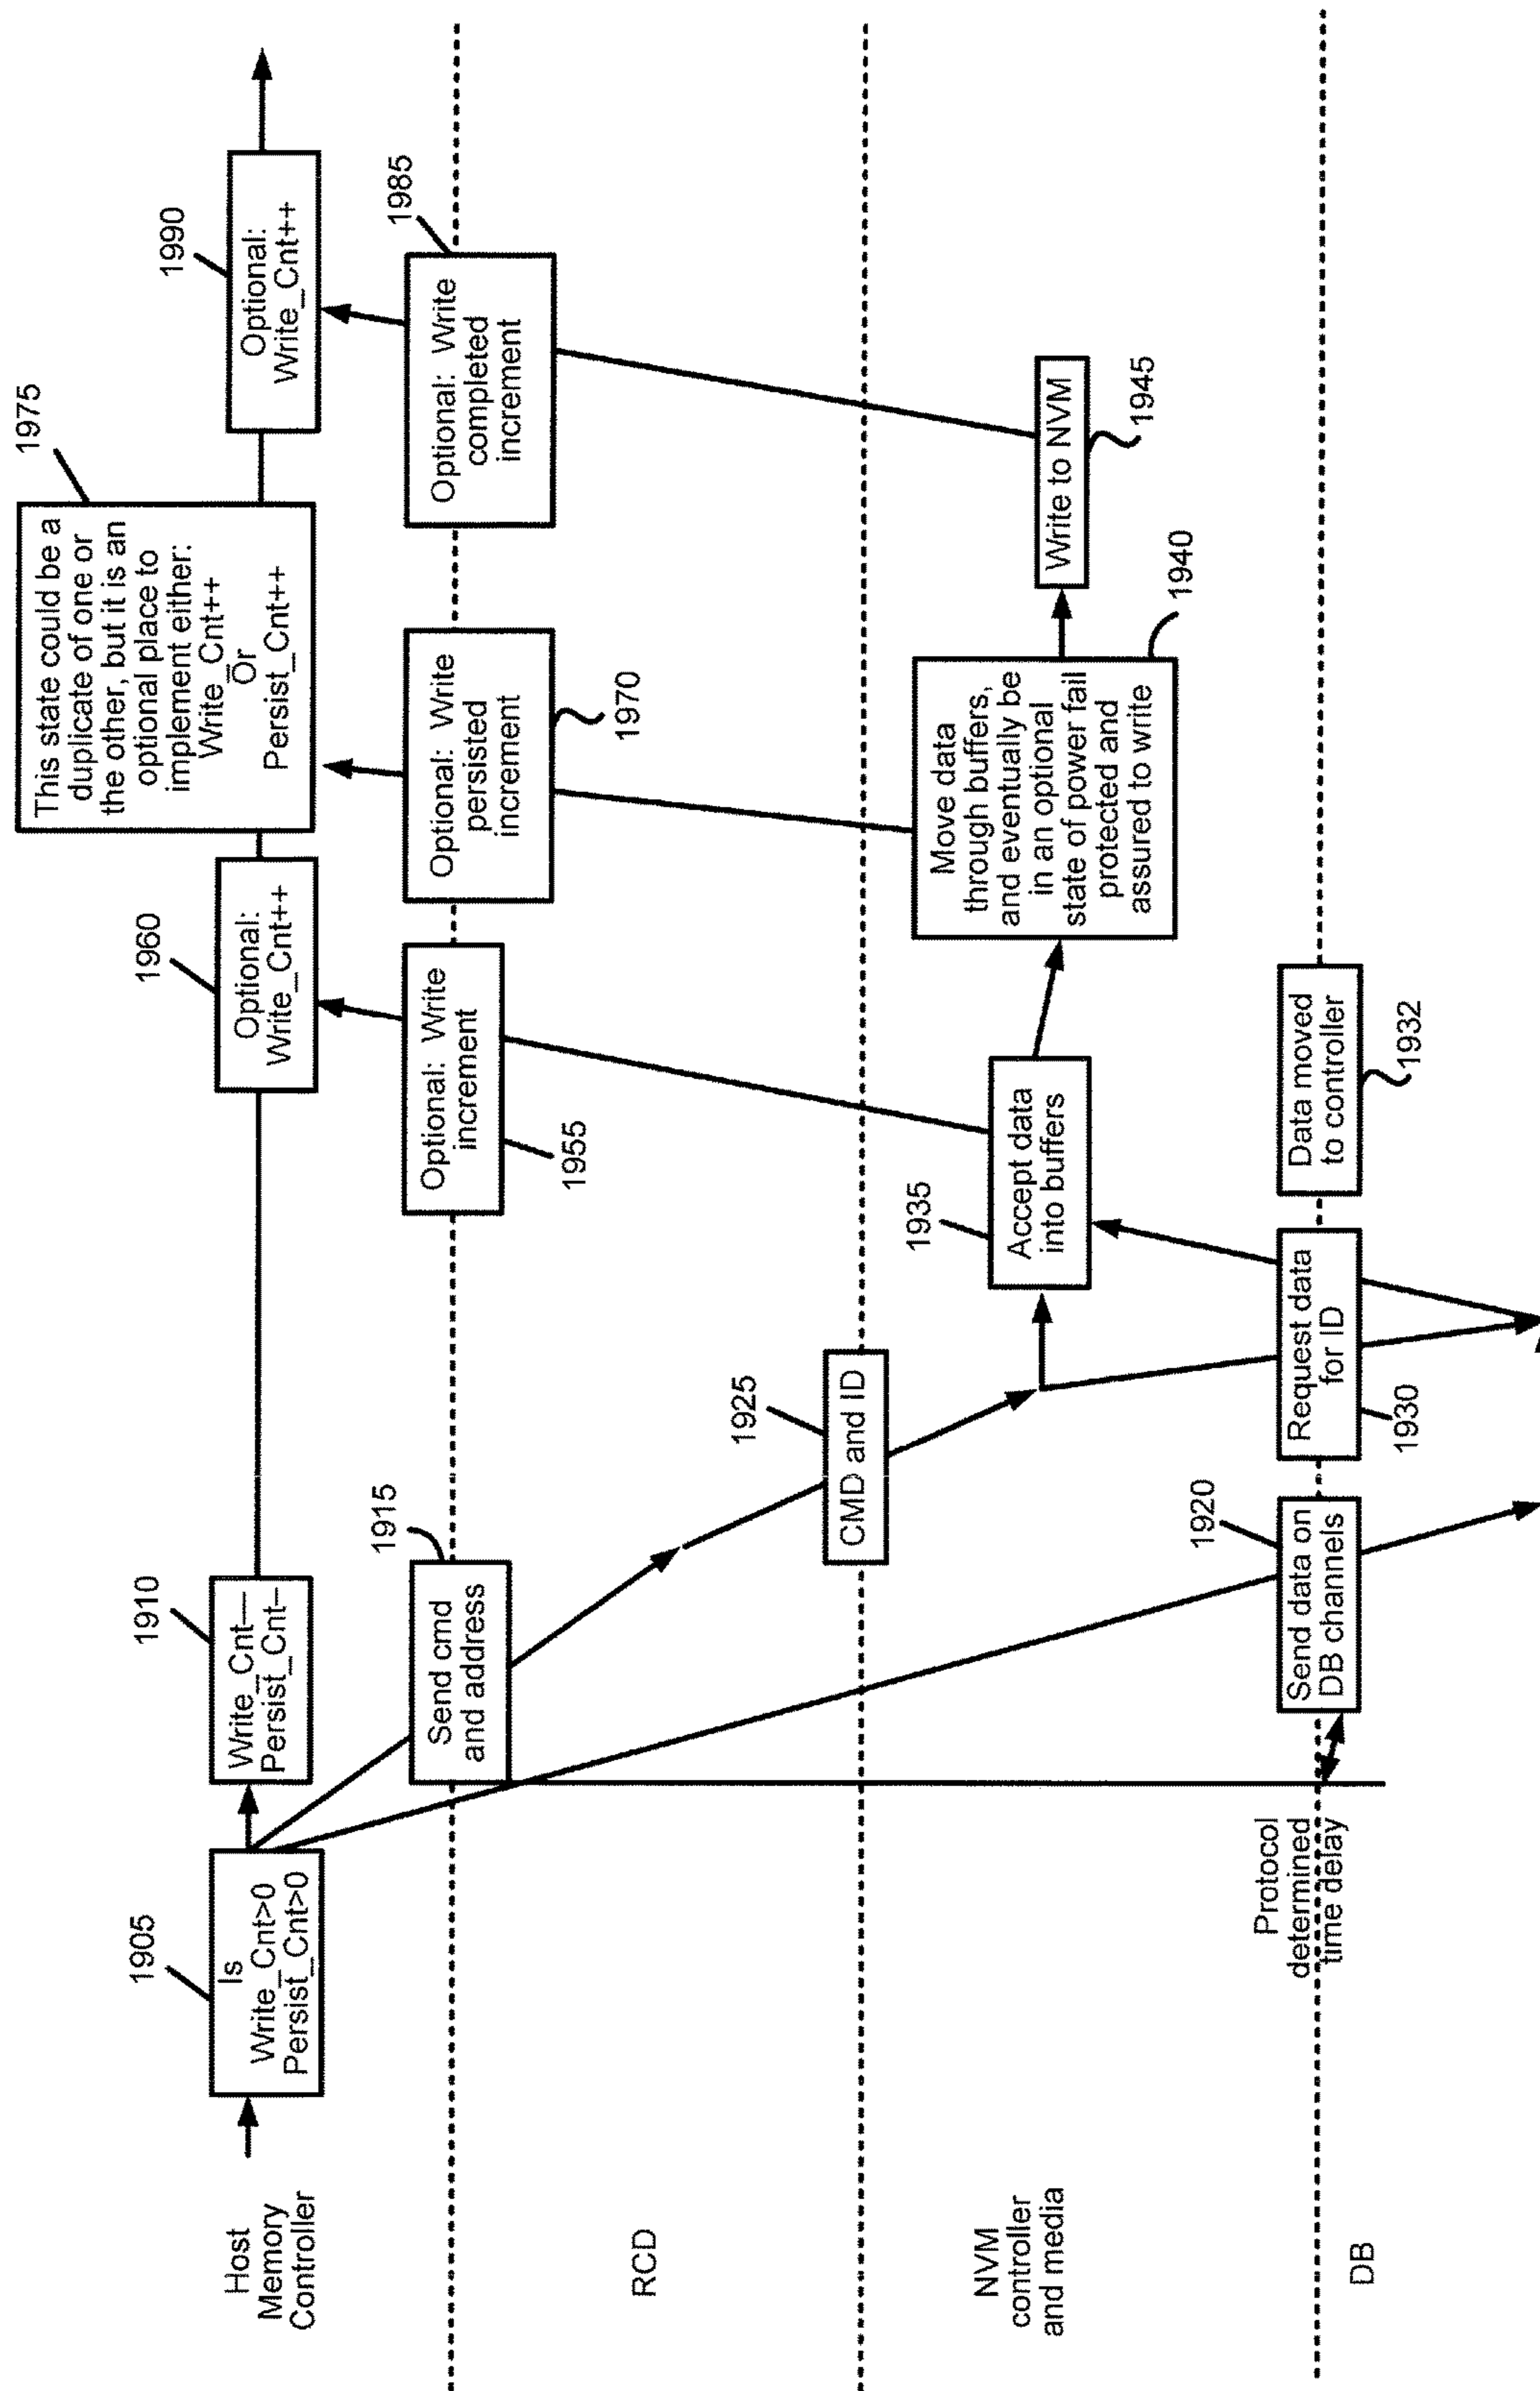 Host
Memory
Controller
1905
Is
Write_Cnt>0
Persist_Cnt>0
1910
Write_Cnt—
Persist_Cnt–
1960
Optional:
Write_Cnt++
1975
This state could be a
duplicate of one or
the other, but it is an
optional place to
implement either:
Write_Cnt++
Or
Persist_Cnt++
1990
Optional:
Write_Cnt++
1915
Send cmd
and address
Optional: Write
increment
1955
Optional: Write
persisted
increment
1970
1985
Optional: Write
completed
increment
RCD
1925
CMD and ID
NVM
controller
and media
1935
Accept data
into buffers
Move data
through buffers,
and eventually be
in an optional
state of power fail
protected and
assured to write
1940
Write to NVM
1945
Protocol
determined
time delay
1920
Send data on
DB channels
Request data
for ID
1930
Data moved
to controller
1932
DB